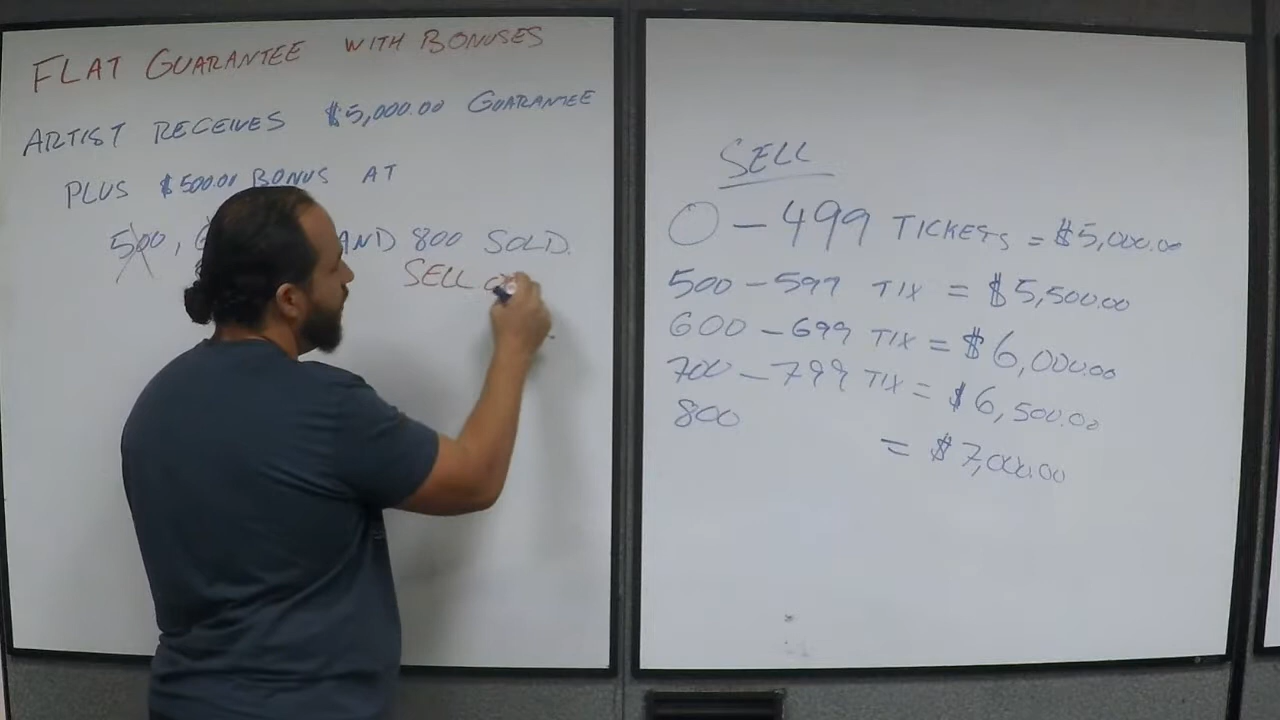 FLAT GUARANTEE WITH BONUSES
ARTIST RECEIVES $5,000.00 GUARANTEE
PLUS $500.00 BONUS AT
500, AND 800 SOLD.
SELL
SELL
0 - 499 TICKETS = $5,000.00
500 - 599 TIX = $5,500.00
600 - 699 TIX = $6,000.00
700 - 799 TIX = $6,500.00
800 = $7,000.00